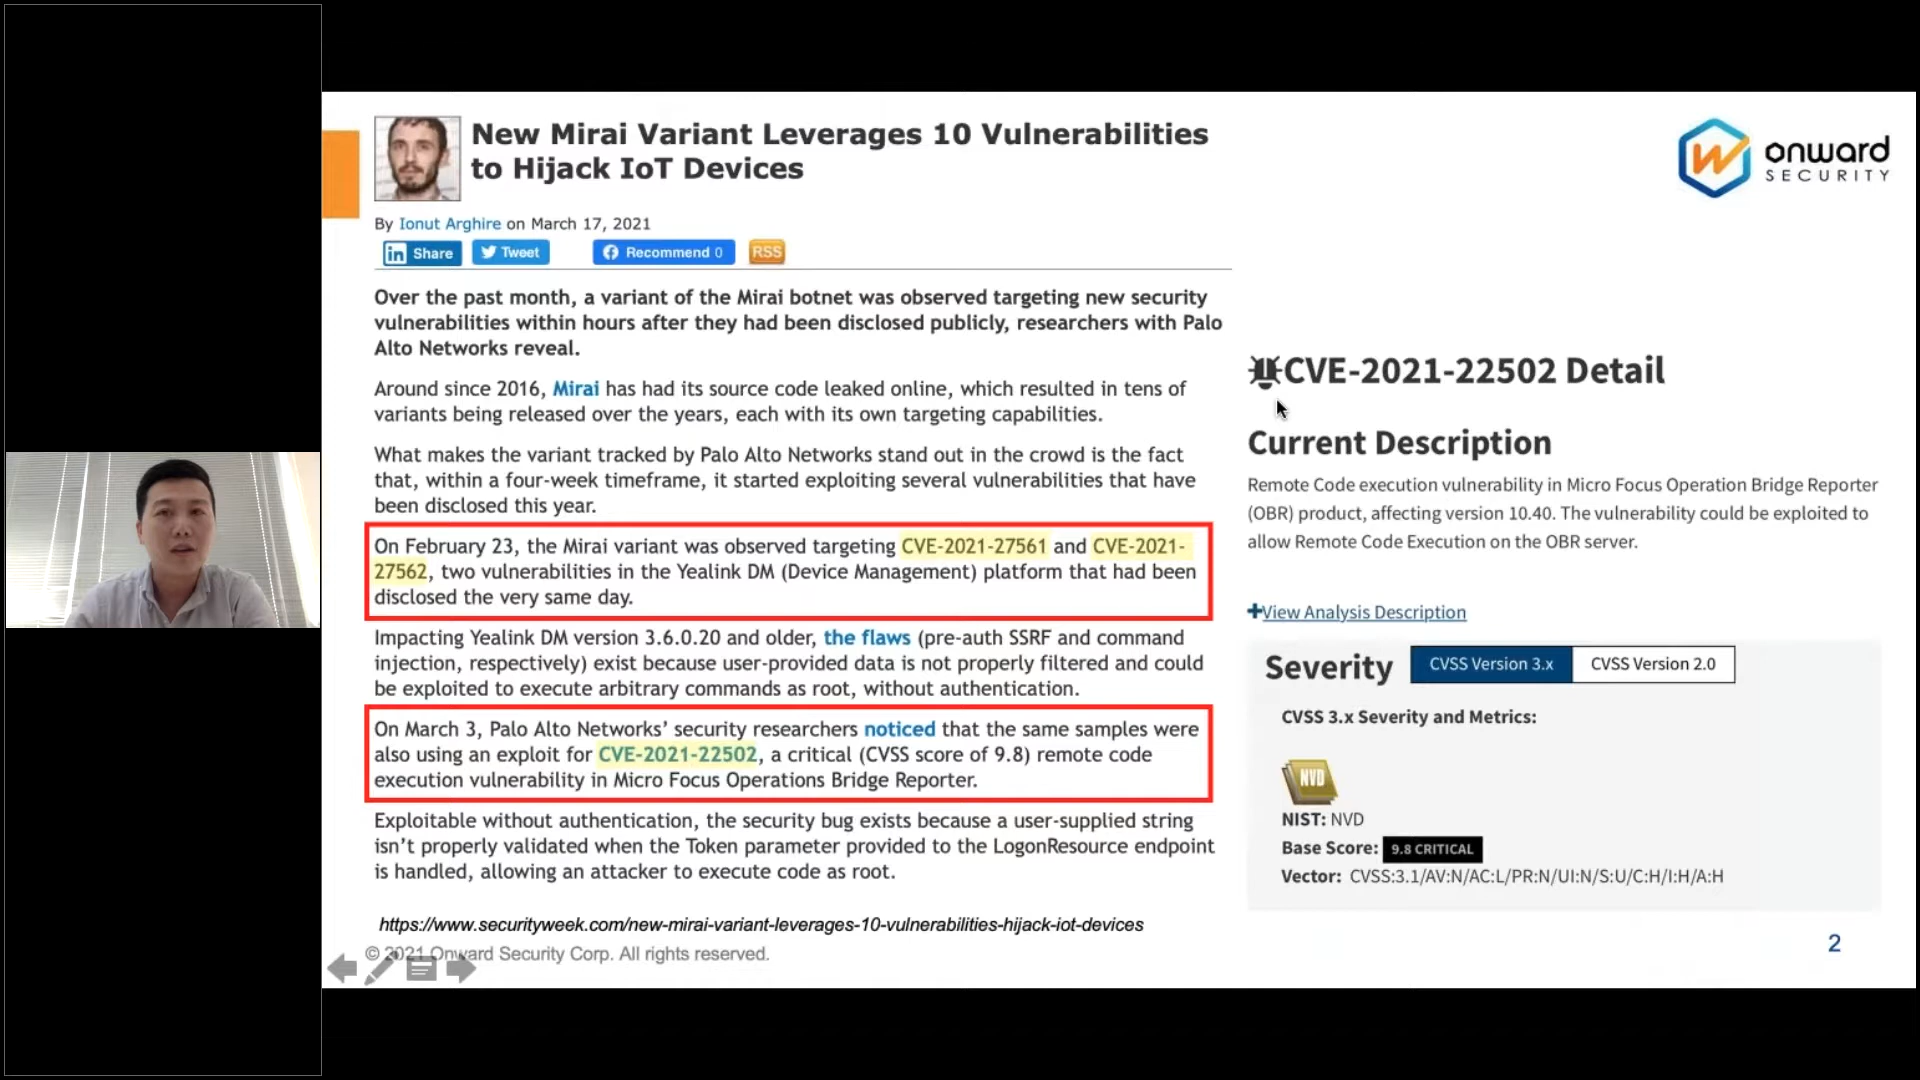 New Mirai Variant Leverages 10 Vulnerabilities
to Hijack IoT Devices
By Ionut Arghire on March 17, 2021
in Share
Tweet
Recommend 0
RSS
Over the past month, a variant of the Mirai botnet was observed targeting new security
vulnerabilities within hours after they had been disclosed publicly, researchers with Palo
Alto Networks reveal.
Around since 2016, Mirai has had its source code leaked online, which resulted in tens of
variants being released over the years, each with its own targeting capabilities.
What makes the variant tracked by Palo Alto Networks stand out in the crowd is the fact
that, within a four-week timeframe, it started exploiting several vulnerabilities that have
been disclosed this year.
On February 23, the Mirai variant was observed targeting CVE-2021-27561 and CVE-2021-
27562, two vulnerabilities in the Yealink DM (Device Management) platform that had been
disclosed the very same day.
Impacting Yealink DM version 3.6.0.20 and older, the flaws (pre-auth SSRF and command
injection, respectively) exist because user-provided data is not properly filtered and could
be exploited to execute arbitrary commands as root, without authentication.
On March 3, Palo Alto Networks’ security researchers noticed that the same samples were
also using an exploit for CVE-2021-22502, a critical (CVSS score of 9.8) remote code
execution vulnerability in Micro Focus Operations Bridge Reporter.
Exploitable without authentication, the security bug exists because a user-supplied string
isn’t properly validated when the Token parameter provided to the LogonResource endpoint
is handled, allowing an attacker to execute code as root.
https://www.securityweek.com/new-mirai-variant-leverages-10-vulnerabilities-hijack-iot-devices
© 2021 Onward Security Corp. All rights reserved.
onward
SECURITY
CVE-2021-22502 Detail
Current Description
Remote Code execution vulnerability in Micro Focus Operation Bridge Reporter
(OBR) product, affecting version 10.40. The vulnerability could be exploited to
allow Remote Code Execution on the OBR server.
+View Analysis Description
Severity
CVSS Version 3.x
CVSS Version 2.0
CVSS 3.x Severity and Metrics:
NVD
NIST: NVD
Base Score: 9.8 CRITICAL
Vector: CVSS:3.1/AV:N/AC:L/PR:N/UI:N/S:U/C:H/I:H/A:H
2